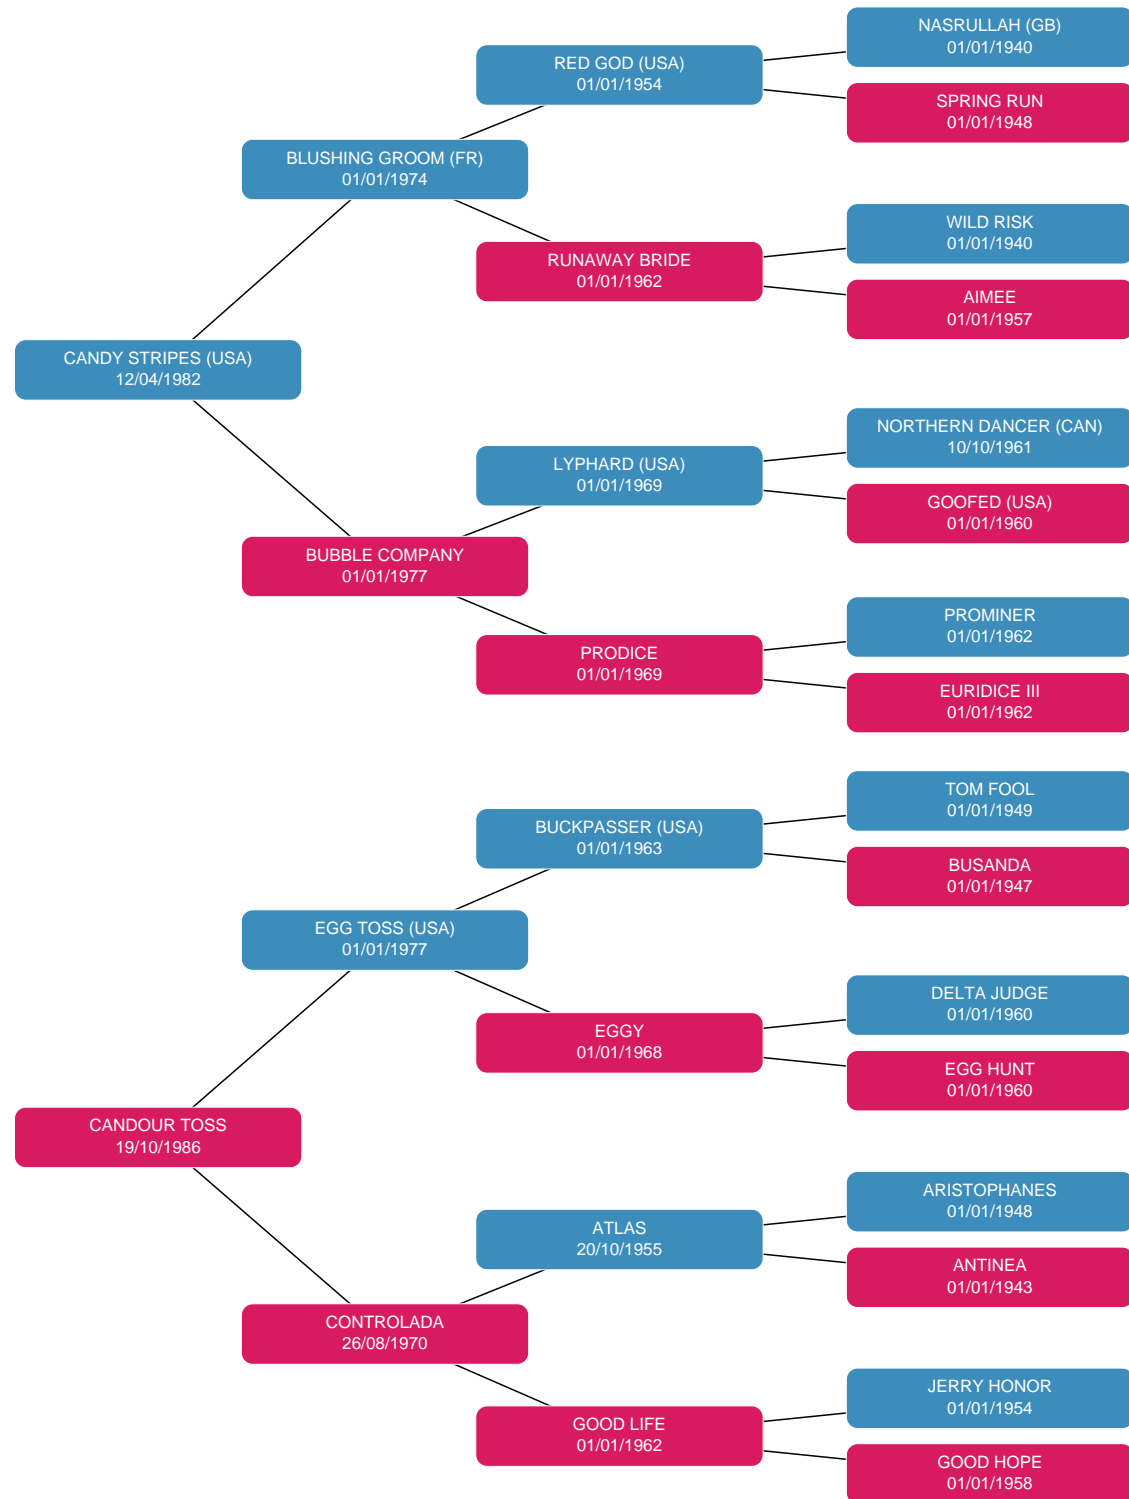 NASRULLAH (GB)
01/01/1940
RED GOD (USA)
01/01/1954
SPRING RUN
01/01/1948
BLUSHING GROOM (FR)
01/01/1974
WILD RISK
01/01/1940
RUNAWAY BRIDE
01/01/1962
AIMEE
01/01/1957
CANDY STRIPES (USA)
12/04/1982
NORTHERN DANCER (CAN)
10/10/1961
LYPHARD (USA)
01/01/1969
GOOFED (USA)
01/01/1960
BUBBLE COMPANY
01/01/1977
PROMINER
01/01/1962
PRODICE
01/01/1969
EURIDICE III
01/01/1962
TOM FOOL
01/01/1949
BUCKPASSER (USA)
01/01/1963
BUSANDA
01/01/1947
EGG TOSS (USA)
01/01/1977
DELTA JUDGE
01/01/1960
EGGY
01/01/1968
EGG HUNT
01/01/1960
CANDOUR TOSS
19/10/1986
ARISTOPHANES
01/01/1948
ATLAS
20/10/1955
ANTINEA
01/01/1943
CONTROLADA
26/08/1970
JERRY HONOR
01/01/1954
GOOD LIFE
01/01/1962
GOOD HOPE
01/01/1958